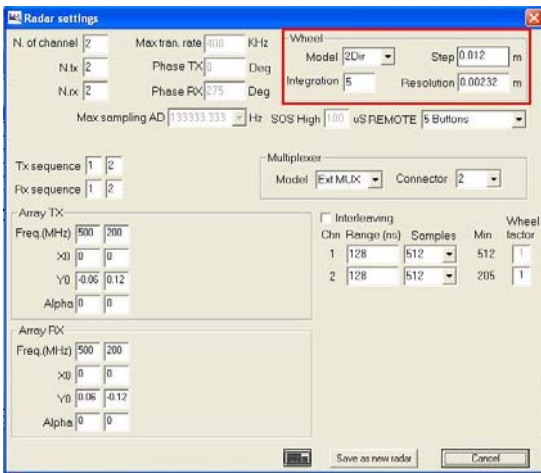 Radar settings
N. of channel 2 Max tran. rate 400 KHz
N.tx 2 Phase TX 0 Deg
N.rx 2 Phase RX 275 Deg
Max sampling AD 133333.333 Hz SOS High 100 uS REMOTE 5 Buttons
Wheel
Model 2Dir Step 0.012 m
Integration 5 Resolution 0.00232 m
Tx sequence 1 2
Rx sequence 1 2
Multiplexer
Model Ext MUX Connector 2
Array TX
Freq.(MHz) 500 200
X0 0 0
Y0 -0.06 0.12
Alpha 0 0
Interleaving
Chn Range (ns) Samples Min Wheel factor
1 128 512 512 1
2 128 512 205 1
Array RX
Freq.(MHz) 500 200
X0 0 0
Y0 0.06 -0.12
Alpha 0 0
Save as new radar Cancel